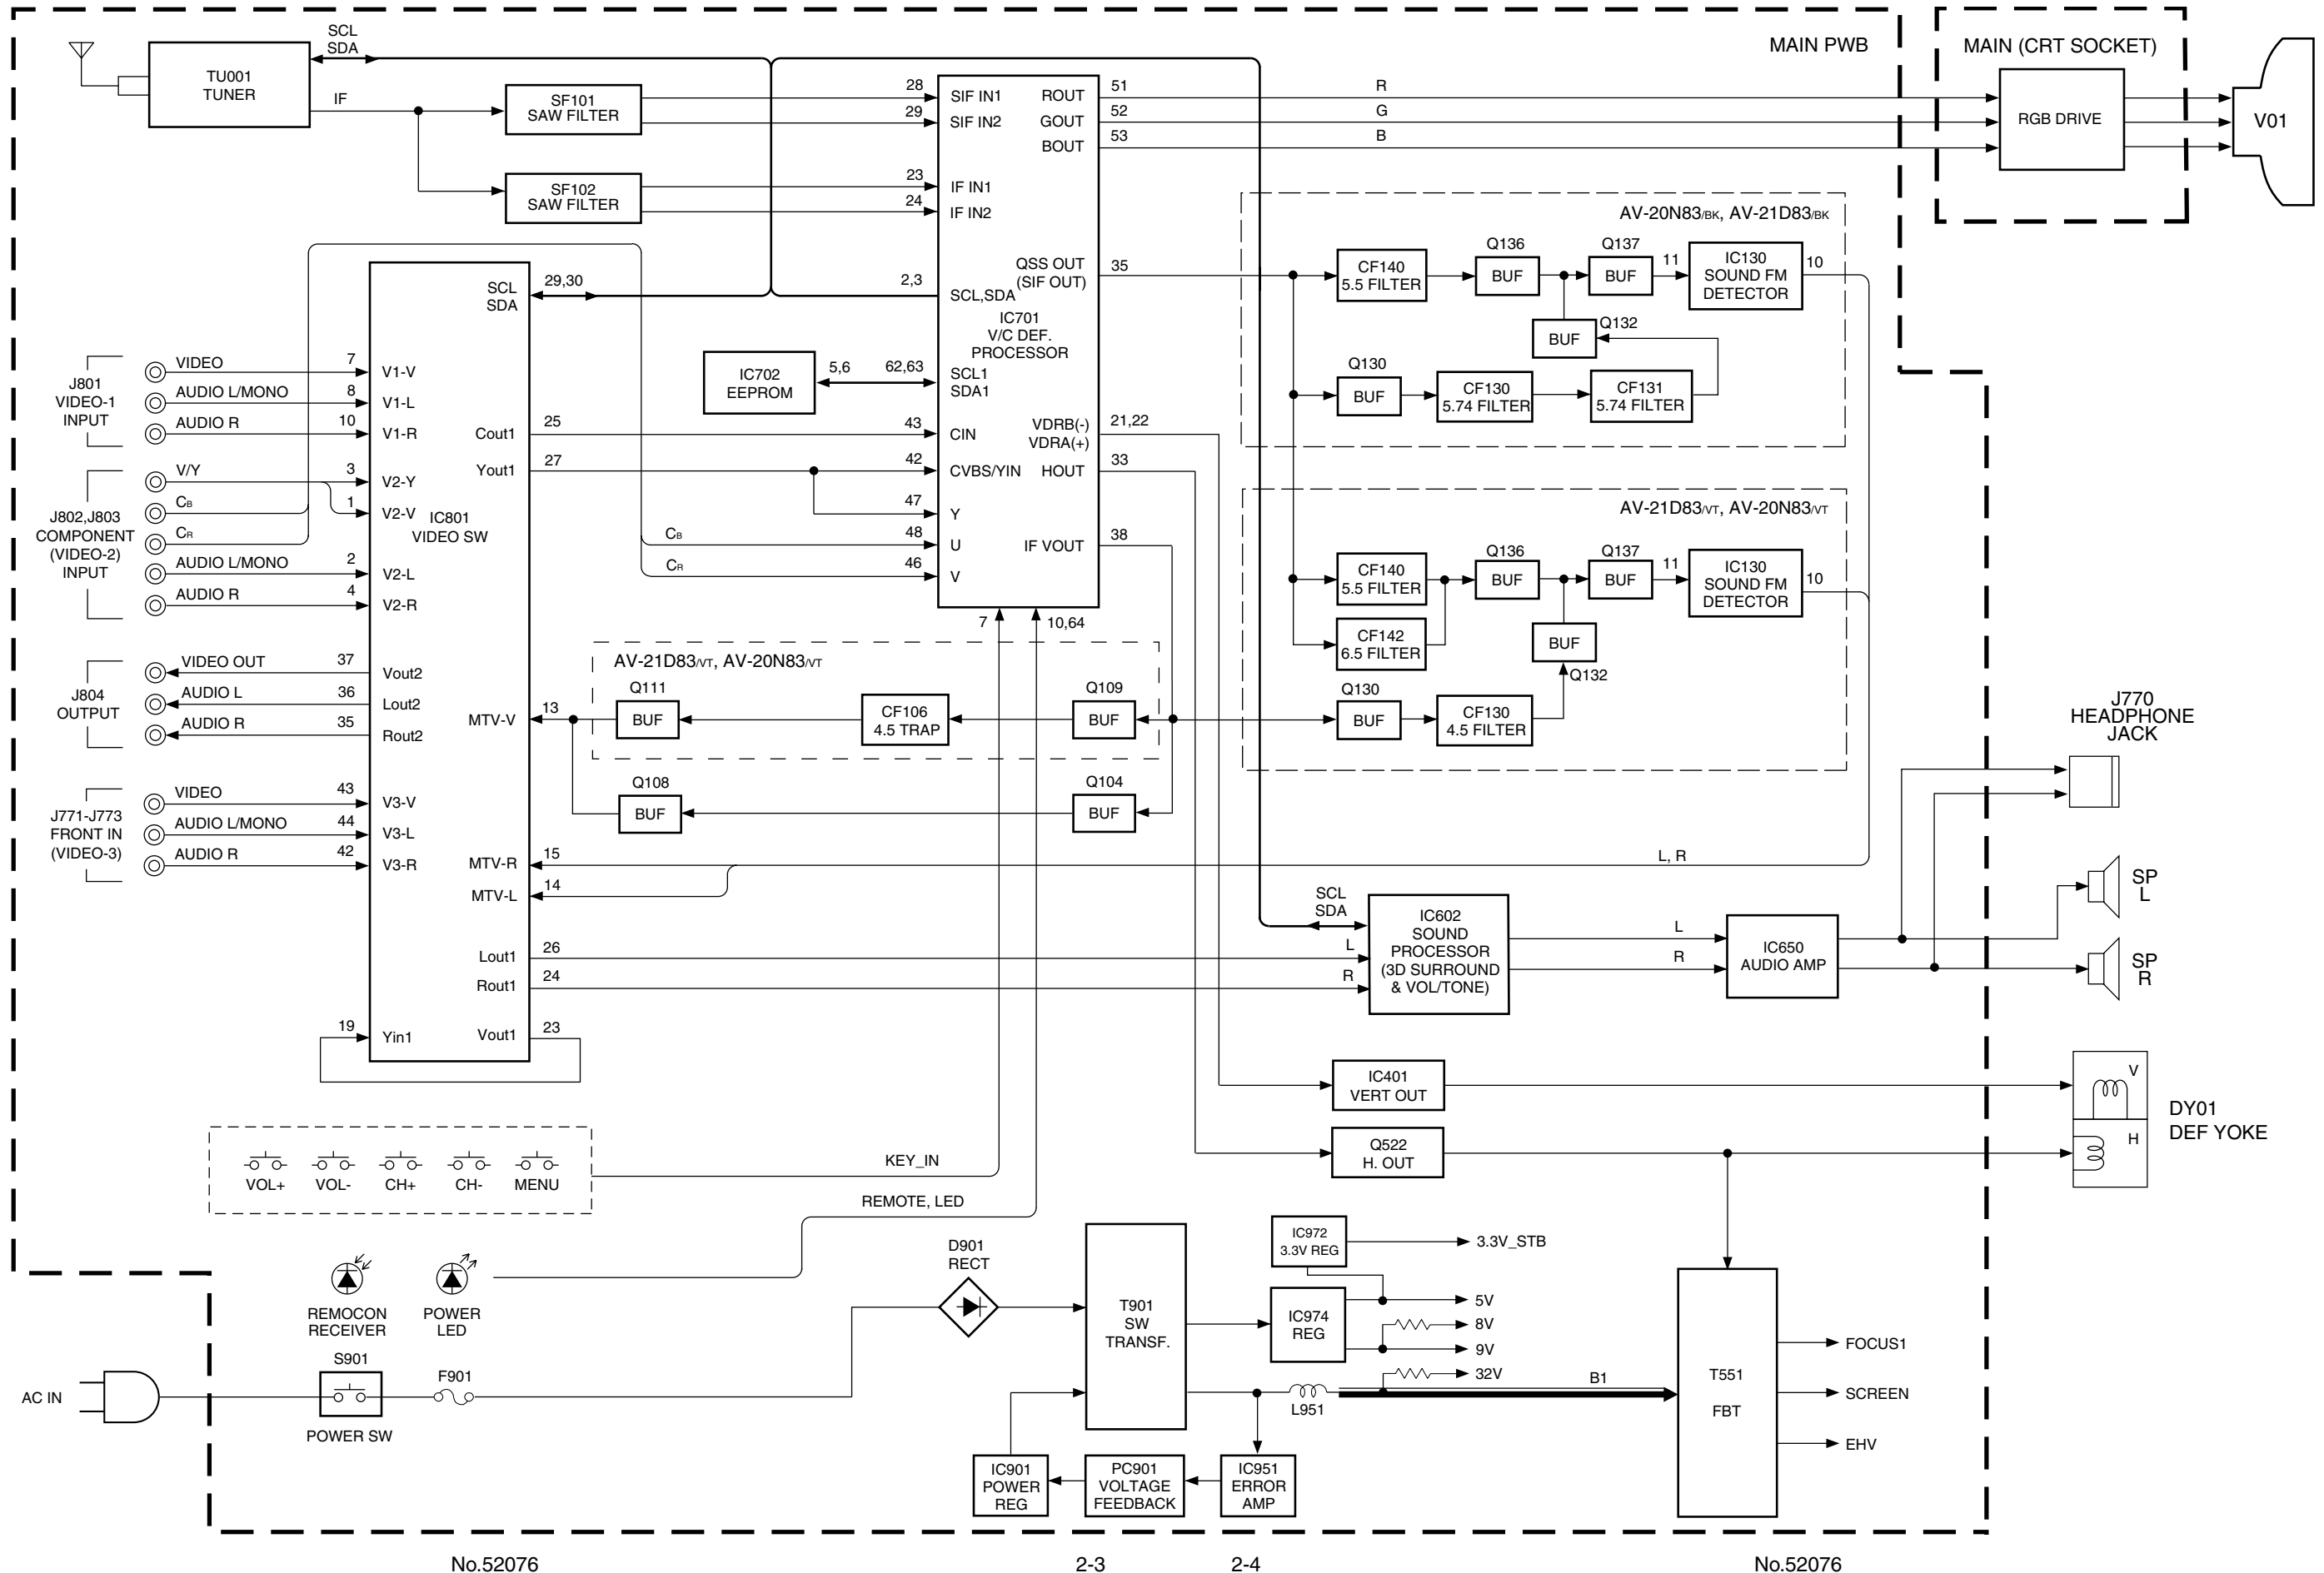 MAIN PWB
MAIN (CRT SOCKET)
SCL
SDA
TU001
TUNER
IF
SF101
SAW FILTER
SF102
SAW FILTER
28
29
23
24
2,3
5,6
62,63
43
42
47
48
46
SIF IN1
SIF IN2
IF IN1
IF IN2
SCL,SDA
IC701
V/C DEF.
PROCESSOR
SCL1
SDA1
CIN
CVBS/YIN
Y
U
V
ROUT
GOUT
BOUT
QSS OUT
(SIF OUT)
VDRB(-)
VDRA(+)
HOUT
IF VOUT
51
52
53
35
21,22
33
38
7
10,64
R
G
B
RGB DRIVE
V01
IC702
EEPROM
AV-20N83/BK, AV-21D83/BK
CF140
5.5 FILTER
Q136
BUF
Q137
BUF
11
IC130
SOUND FM
DETECTOR
10
BUF
Q132
Q130
BUF
CF130
5.74 FILTER
CF131
5.74 FILTER
AV-21D83/VT, AV-20N83/VT
CF140
5.5 FILTER
Q136
BUF
Q137
BUF
11
IC130
SOUND FM
DETECTOR
10
CF142
6.5 FILTER
BUF
Q132
Q130
BUF
CF130
4.5 FILTER
J801
VIDEO-1
INPUT
VIDEO
AUDIO L/MONO
AUDIO R
7
8
10
J802,J803
COMPONENT
(VIDEO-2)
INPUT
V/Y
CB
CR
AUDIO L/MONO
AUDIO R
3
1
2
4
J804
OUTPUT
VIDEO OUT
AUDIO L
AUDIO R
37
36
35
J771-J773
FRONT IN
(VIDEO-3)
VIDEO
AUDIO L/MONO
AUDIO R
43
44
42
19
SCL
SDA
V1-V
V1-L
V1-R
V2-Y
V2-V
V2-L
V2-R
Vout2
Lout2
Rout2
V3-V
V3-L
V3-R
Yin1
IC801
VIDEO SW
Cout1
Yout1
MTV-V
MTV-R
MTV-L
Lout1
Rout1
Vout1
29,30
25
27
13
15
14
26
24
23
CB
CR
AV-21D83/VT, AV-20N83/VT
Q111
BUF
CF106
4.5 TRAP
Q109
BUF
Q108
BUF
Q104
BUF
L, R
SCL
SDA
L
R
IC602
SOUND
PROCESSOR
(3D SURROUND
& VOL/TONE)
L
R
IC650
AUDIO AMP
J770
HEADPHONE
JACK
SP
L
SP
R
IC401
VERT OUT
Q522
H. OUT
V
H
DY01
DEF YOKE
VOL+
VOL-
CH+
CH-
MENU
KEY_IN
REMOTE, LED
REMOCON
RECEIVER
POWER
LED
AC IN
S901
POWER SW
F901
D901
RECT
T901
SW
TRANSF.
IC972
3.3V REG
3.3V_STB
IC974
REG
5V
8V
9V
32V
L951
B1
T551
FBT
FOCUS1
SCREEN
EHV
IC901
POWER
REG
PC901
VOLTAGE
FEEDBACK
IC951
ERROR
AMP
No.52076
2-3
2-4
No.52076